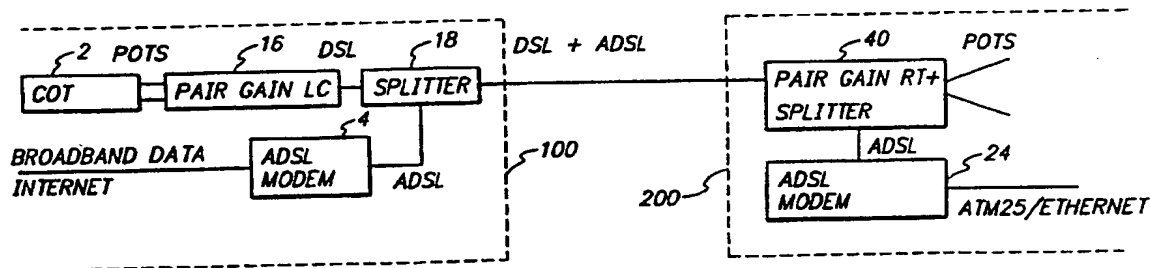 2
POTS
16
DSL
18
DSL + ADSL
COT
PAIR GAIN LC
SPLITTER
BROADBAND DATA
INTERNET
4
ADSL
MODEM
ADSL
100
200
40
POTS
PAIR GAIN RT+
SPLITTER
ADSL
24
ADSL
MODEM
ATM25/ETHERNET